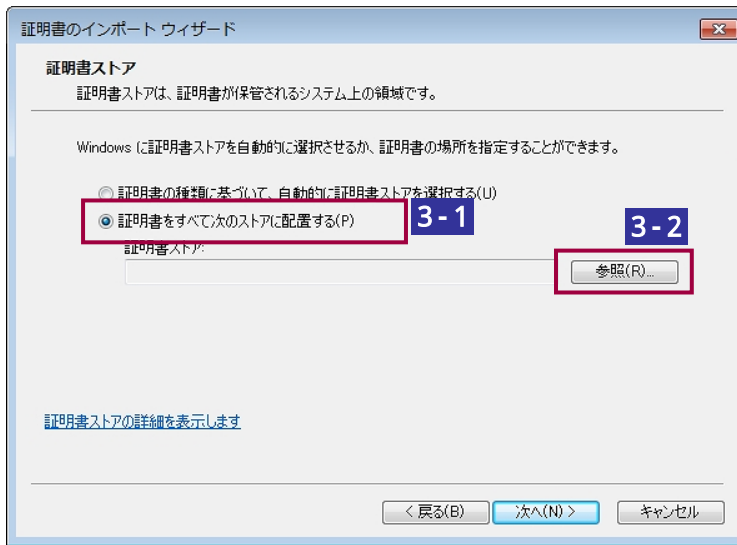 証明書のインポート ウィザード
証明書ストア
証明書ストアは、証明書が保管されるシステム上の領域です。
Windows に証明書ストアを自動的に選択させるか、証明書の場所を指定することができます。
証明書の種類に基づいて、自動的に証明書ストアを選択する(U)
証明書をすべて次のストアに配置する(P)
3-1
証明書ストア:
3-2
参照(R)...
証明書ストアの詳細を表示します
< 戻る(B)
次へ(N) >
キャンセル